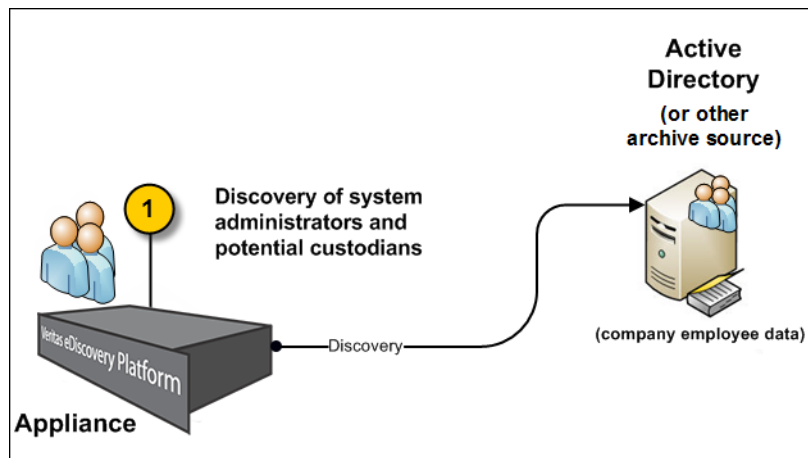 Active
Directory
(or other
archive source)
1
Discovery of system
administrators and
potential custodians
Veritas eDiscovery Platform
Discovery
(company employee data)
Appliance